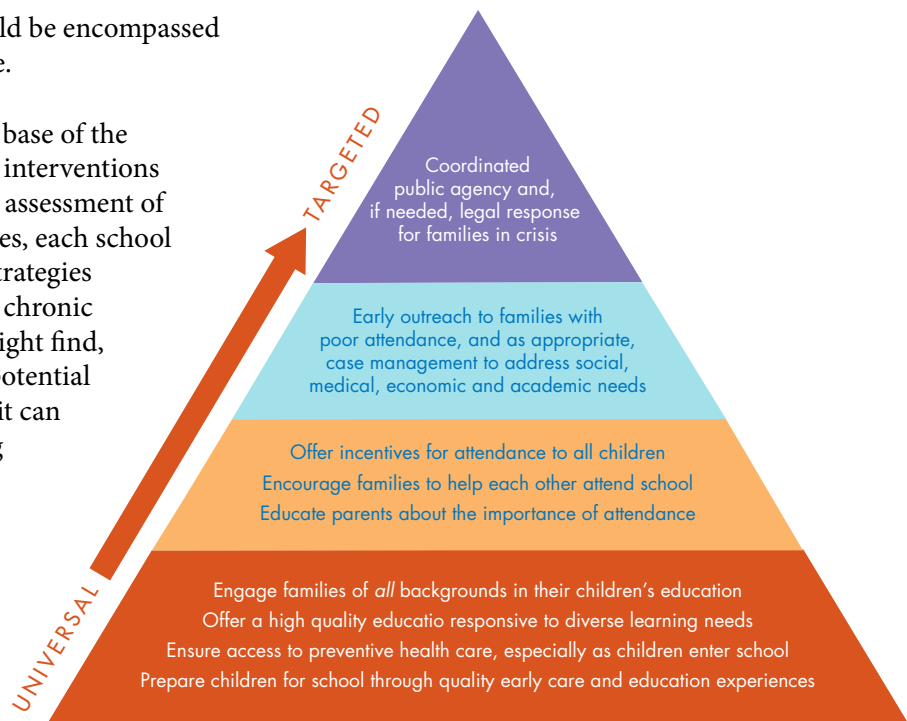 ld be encompassed
e.
base of the
interventions
assessment of
es, each school
trategies
chronic
ight find,
potential
it can
g
TARGETED
UNIVERSAL
Coordinated
public agency and,
if needed, legal response
for families in crisis
Early outreach to families with
poor attendance, and as appropriate,
case management to address social,
medical, economic and academic needs
Offer incentives for attendance to all children
Encourage families to help each other attend school
Educate parents about the importance of attendance
Engage families of all backgrounds in their children’s education
Offer a high quality educatio responsive to diverse learning needs
Ensure access to preventive health care, especially as children enter school
Prepare children for school through quality early care and education experiences